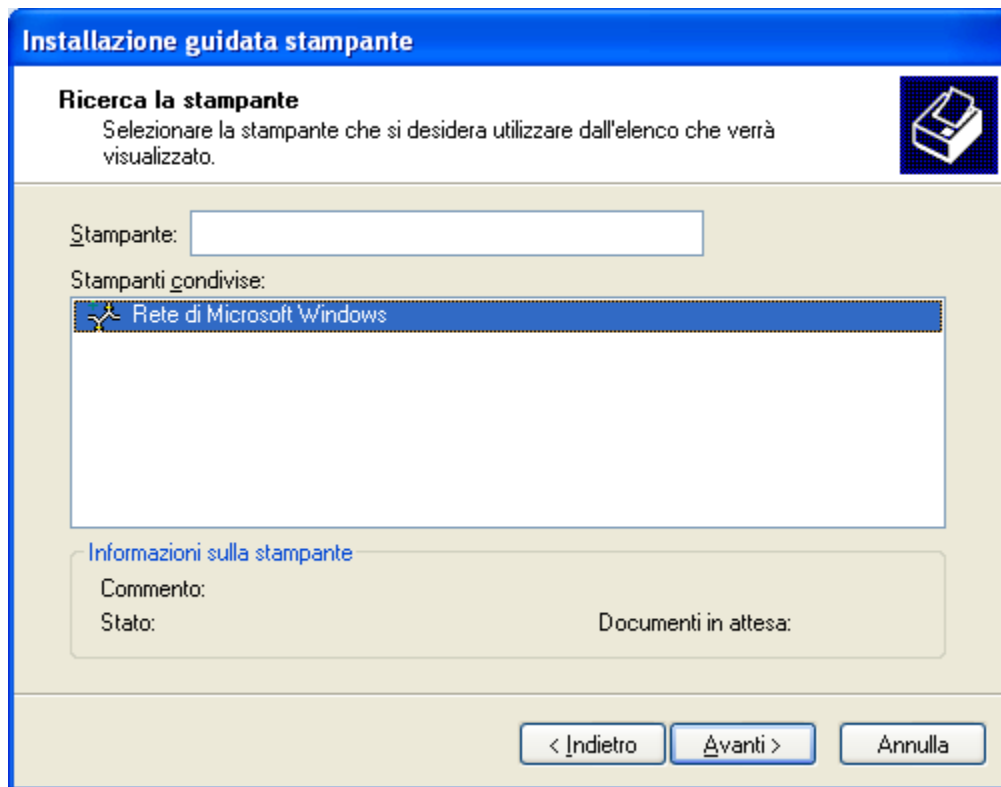 Installazione guidata stampante
Ricerca la stampante
Selezionare la stampante che si desidera utilizzare dall'elenco che verrà
visualizzato.
Stampante:
Stampanti condivise:
Rete di Microsoft Windows
Informazioni sulla stampante
Commento:
Stato: Documenti in attesa:
< Indietro Avanti > Annulla